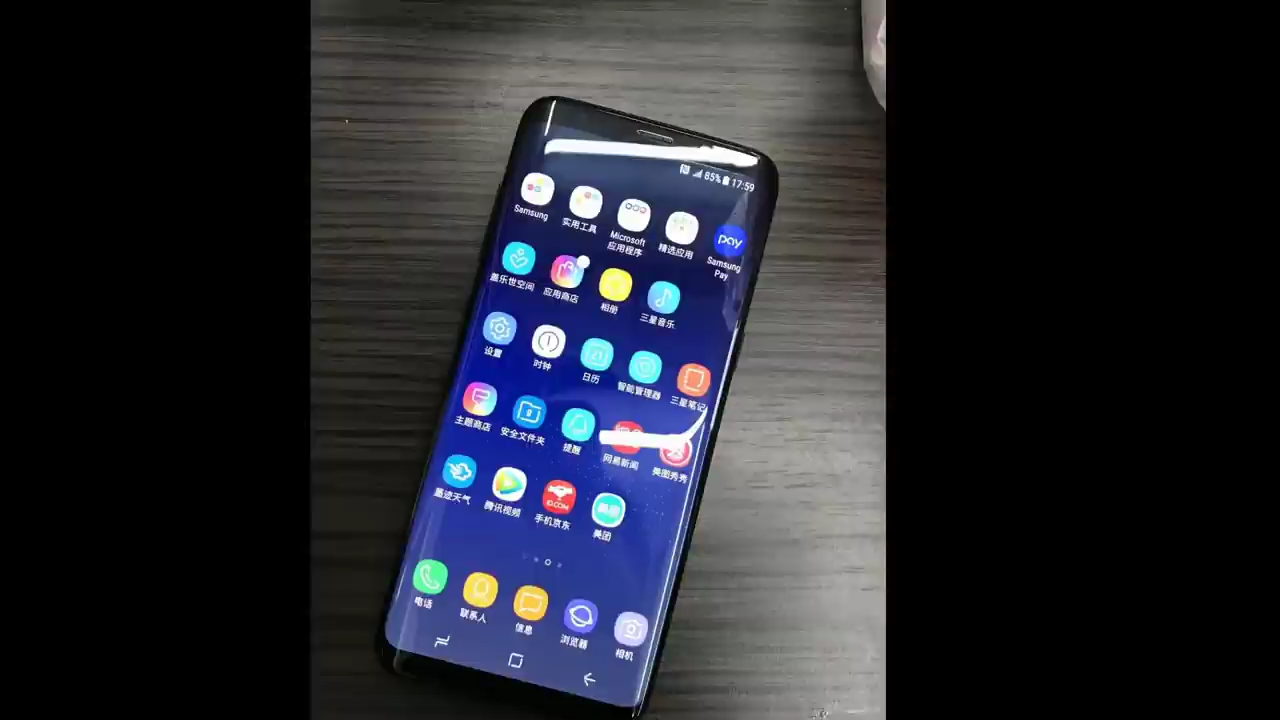 85% 17:59
Samsung
实用工具
Microsoft
应用程序
精选应用
pay
Samsung
Pay
盖乐世空间
应用商店
相册
三星音乐
设置
时钟
日历
智能管理器
三星笔记
主题商店
安全文件夹
提醒
网易新闻
美图秀秀
墨迹天气
腾讯视频
JD.COM
手机京东
美团
美团
电话
联系人
信息
浏览器
相机